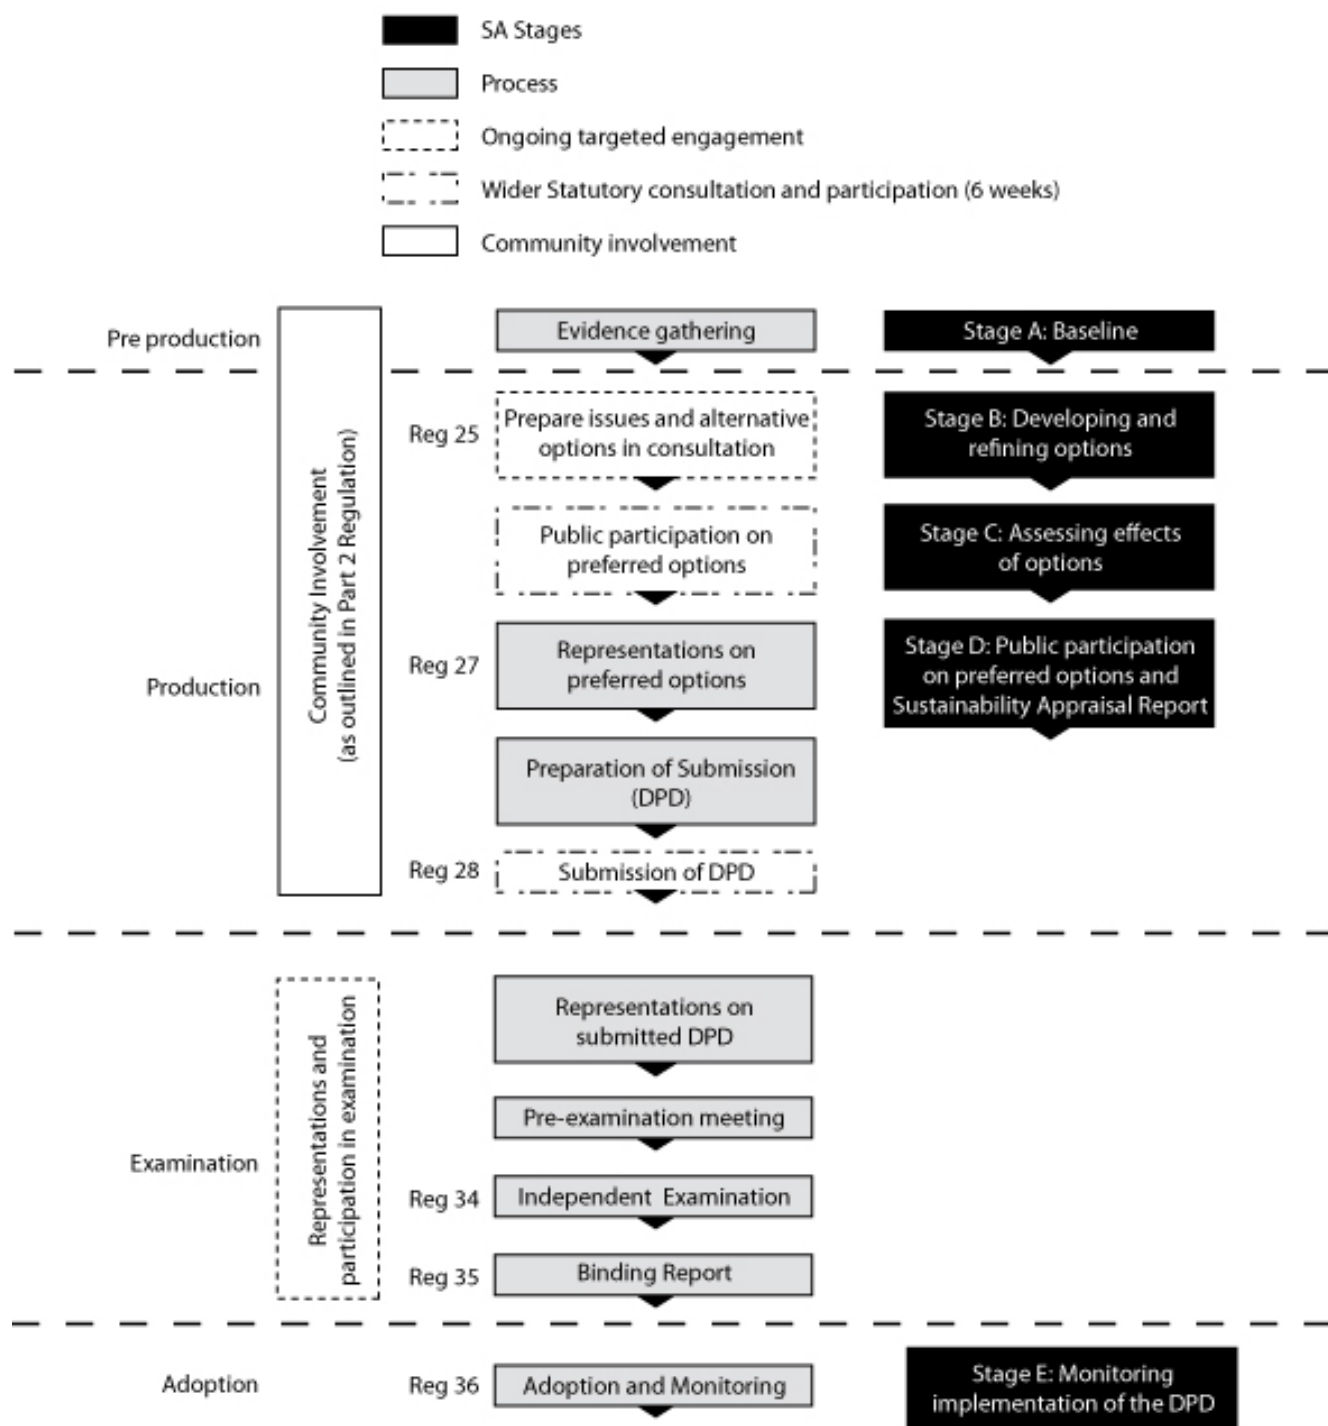 SA Stages
Process
Ongoing targeted engagement
Wider Statutory consultation and participation (6 weeks)
Community involvement
Pre production
Community Involvement
(as outlined in Part 2 Regulation)
Evidence gathering
Stage A: Baseline
Production
Reg 25
Prepare issues and alternative
options in consultation
Stage B: Developing and
refining options
Public participation on
preferred options
Stage C: Assessing effects
of options
Reg 27
Representations on
preferred options
Stage D: Public participation
on preferred options and
Sustainability Appraisal Report
Preparation of Submission
(DPD)
Reg 28
Submission of DPD
Examination
Representations and
participation in examination
Representations on
submitted DPD
Pre-examination meeting
Reg 34
Independent Examination
Reg 35
Binding Report
Adoption
Reg 36
Adoption and Monitoring
Stage E: Monitoring
implementation of the DPD